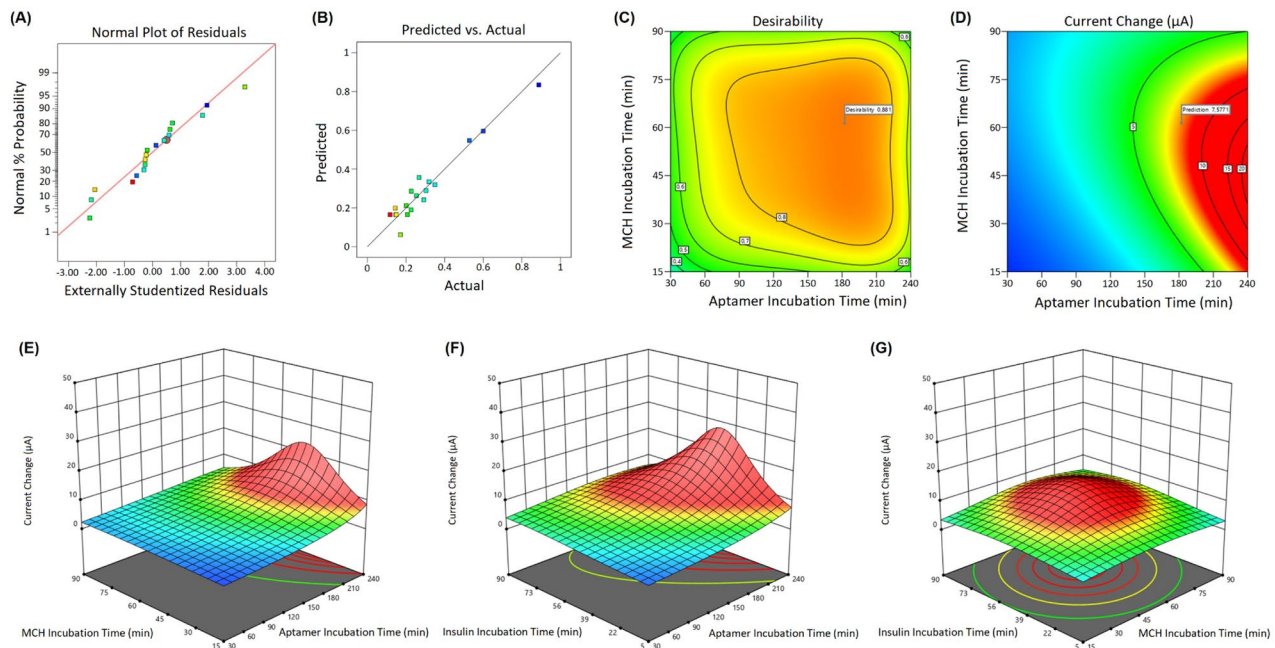 (A)
Normal Plot of Residuals
Normal % Probability
99
95
90
80
70
50
30
20
10
5
1
-3.00 -2.00 -1.00 0.00 1.00 2.00 3.00 4.00
Externally Studentized Residuals
(B)
Predicted vs. Actual
Predicted
1
0.8
0.6
0.4
0.2
0
0 0.2 0.4 0.6 0.8 1
Actual
(C)
Desirability
MCH Incubation Time (min)
90
75
60
45
30
15
0.6
Desirability 0.881
0.6
0.8
0.7
0.5
0.4
0.6
30 60 90 120 150 180 210 240
Aptamer Incubation Time (min)
(D)
Current Change (µA)
MCH Incubation Time (min)
90
75
60
45
30
15
Prediction 7.5771
5
10
15
20
30 60 90 120 150 180 210 240
Aptamer Incubation Time (min)
(E)
Current Change (µA)
50
40
30
20
10
0
90
75
60
45
30
15
MCH Incubation Time (min)
30
60
90
120
150
180
210
240
Aptamer Incubation Time (min)
(F)
Current Change (µA)
50
40
30
20
10
0
90
73
56
39
22
5
Insulin Incubation Time (min)
30
60
90
120
150
180
210
240
Aptamer Incubation Time (min)
(G)
Current Change (µA)
50
40
30
20
10
0
90
73
56
39
22
5
Insulin Incubation Time (min)
15
30
45
60
75
90
MCH Incubation Time (min)